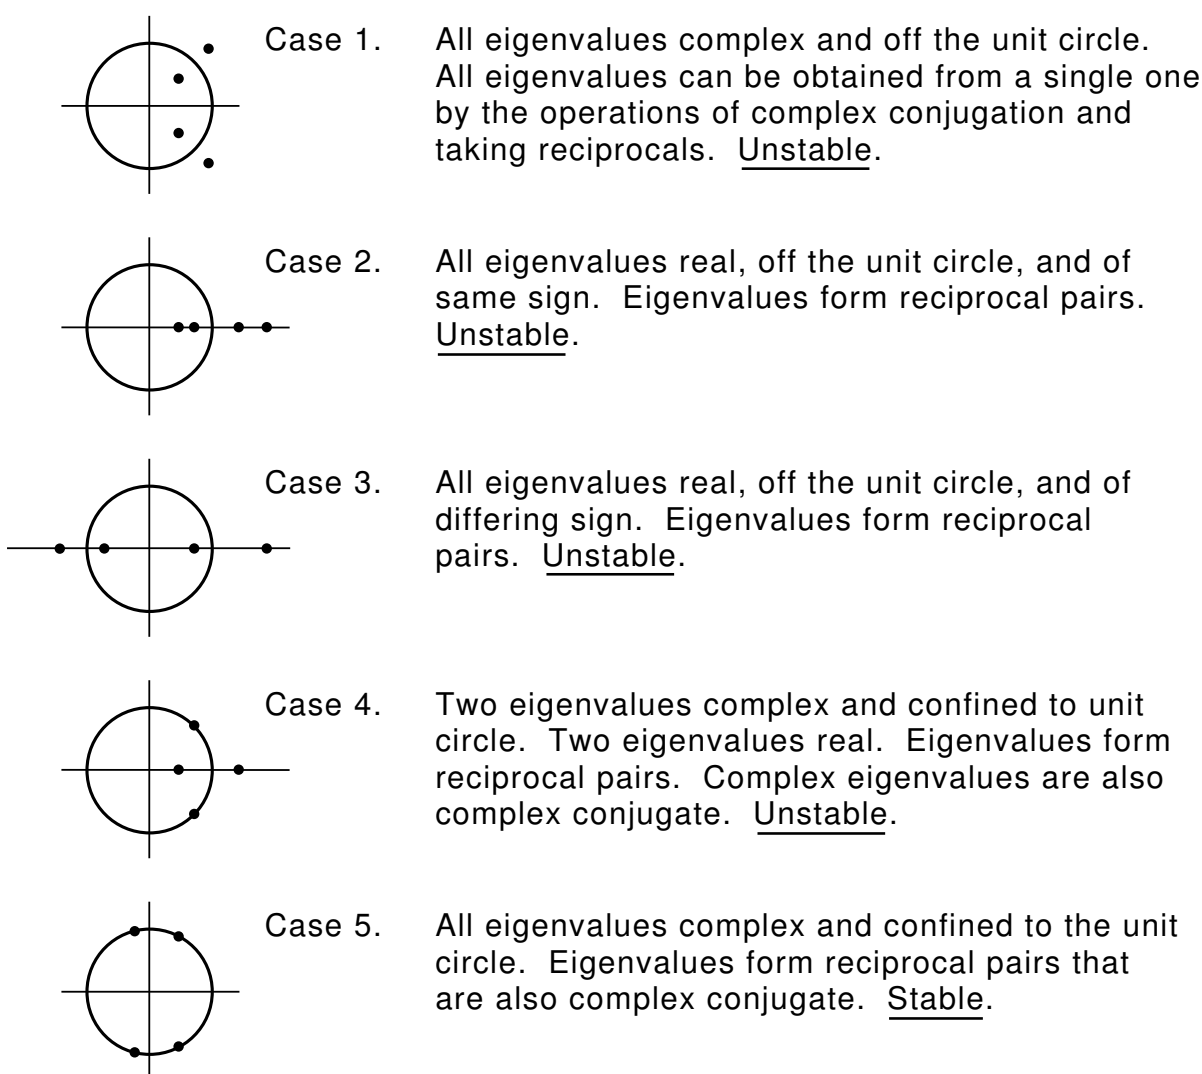 Case 1. All eigenvalues complex and off the unit circle.
All eigenvalues can be obtained from a single one
by the operations of complex conjugation and
taking reciprocals. Unstable.
Case 2. All eigenvalues real, off the unit circle, and of
same sign. Eigenvalues form reciprocal pairs.
Unstable.
Case 3. All eigenvalues real, off the unit circle, and of
differing sign. Eigenvalues form reciprocal
pairs. Unstable.
Case 4. Two eigenvalues complex and confined to unit
circle. Two eigenvalues real. Eigenvalues form
reciprocal pairs. Complex eigenvalues are also
complex conjugate. Unstable.
Case 5. All eigenvalues complex and confined to the unit
circle. Eigenvalues form reciprocal pairs that
are also complex conjugate. Stable.